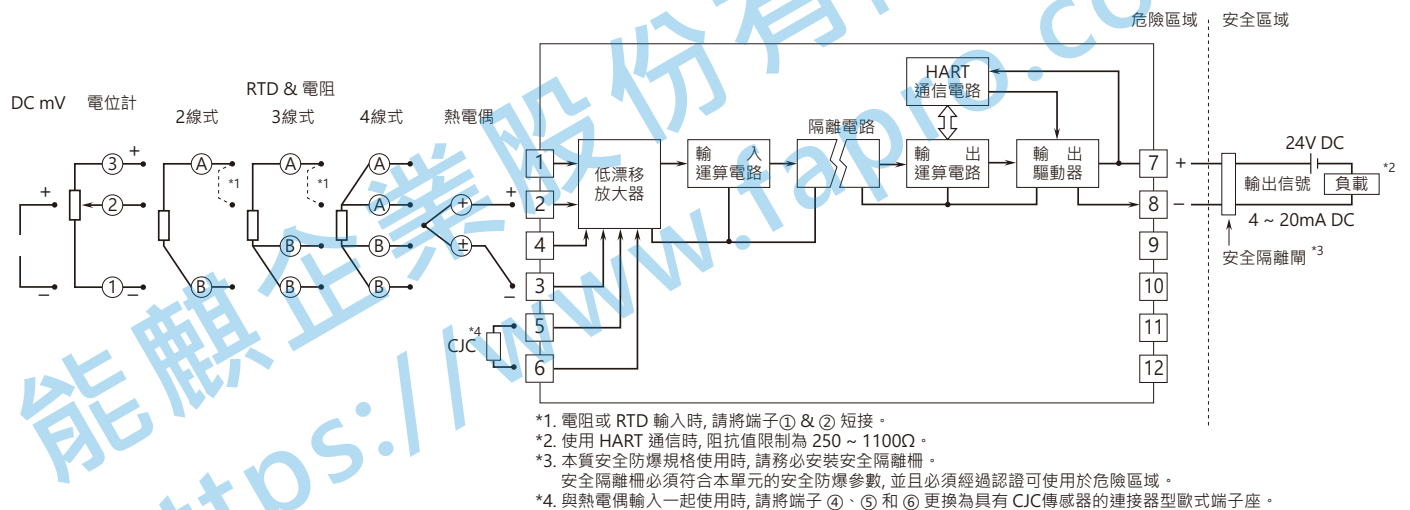 危險區域
安全區域
DC mV
電位計
RTD & 電阻
2線式
3線式
4線式
熱電偶
3
+
2
+
−
1
−
A
*1
B
A
*1
B
B
A
A
B
B
+
±
+
−
*4
CJC
1
2
4
3
5
6
低漂移
放大器
輸 入
運算電路
隔離電路
HART
通信電路
輸 出
運算電路
輸 出
驅動器
7
8
9
10
11
12
+
−
24V DC
輸出信號
負載
*2
4 ~ 20mA DC
安全隔離閘 *3
*1. 電阻或 RTD 輸入時, 請將端子① & ② 短接。
*2. 使用 HART 通信時, 阻抗值限制為 250 ~ 1100Ω。
*3. 本質安全防爆規格使用時, 請務必安裝安全隔離柵。
安全隔離柵必須符合本單元的安全防爆參數, 並且必須經過認證可使用於危險區域。
*4. 與熱電偶輸入一起使用時, 請將端子 ④、⑤ 和 ⑥ 更換為具有 CJC傳感器的連接器型歐式端子座。
能麒企業股份有
https://www.fapro.co